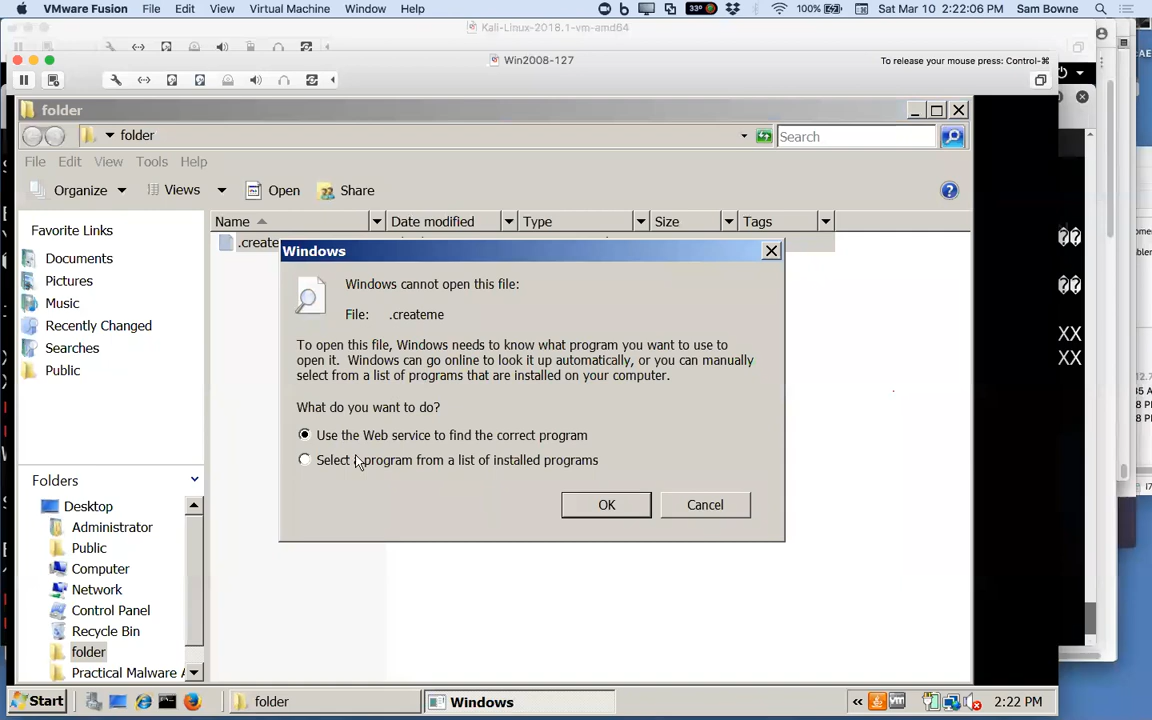 VMware Fusion File Edit View Virtual Machine Window Help 33° 100% Sat Mar 10 2:22:06 PM Sam Bowne
Kali-Linux-2018.1-vm-amd64
Win2008-127 To release your mouse press: Control-⌘
folder
folder Search
File Edit View Tools Help
Organize Views Open Share
Favorite Links Name Date modified Type Size Tags
.create
Documents
Pictures
Music
Recently Changed
Searches
Public
Windows
Windows cannot open this file:
File: .createme
To open this file, Windows needs to know what program you want to use to
open it. Windows can go online to look it up automatically, or you can manually
select from a list of programs that are installed on your computer.
What do you want to do?
Use the Web service to find the correct program
Select a program from a list of installed programs
OK Cancel
Folders
Desktop
Administrator
Public
Computer
Network
Control Panel
Recycle Bin
folder
Practical Malware A
XX
XX
Start folder Windows « 2:22 PM